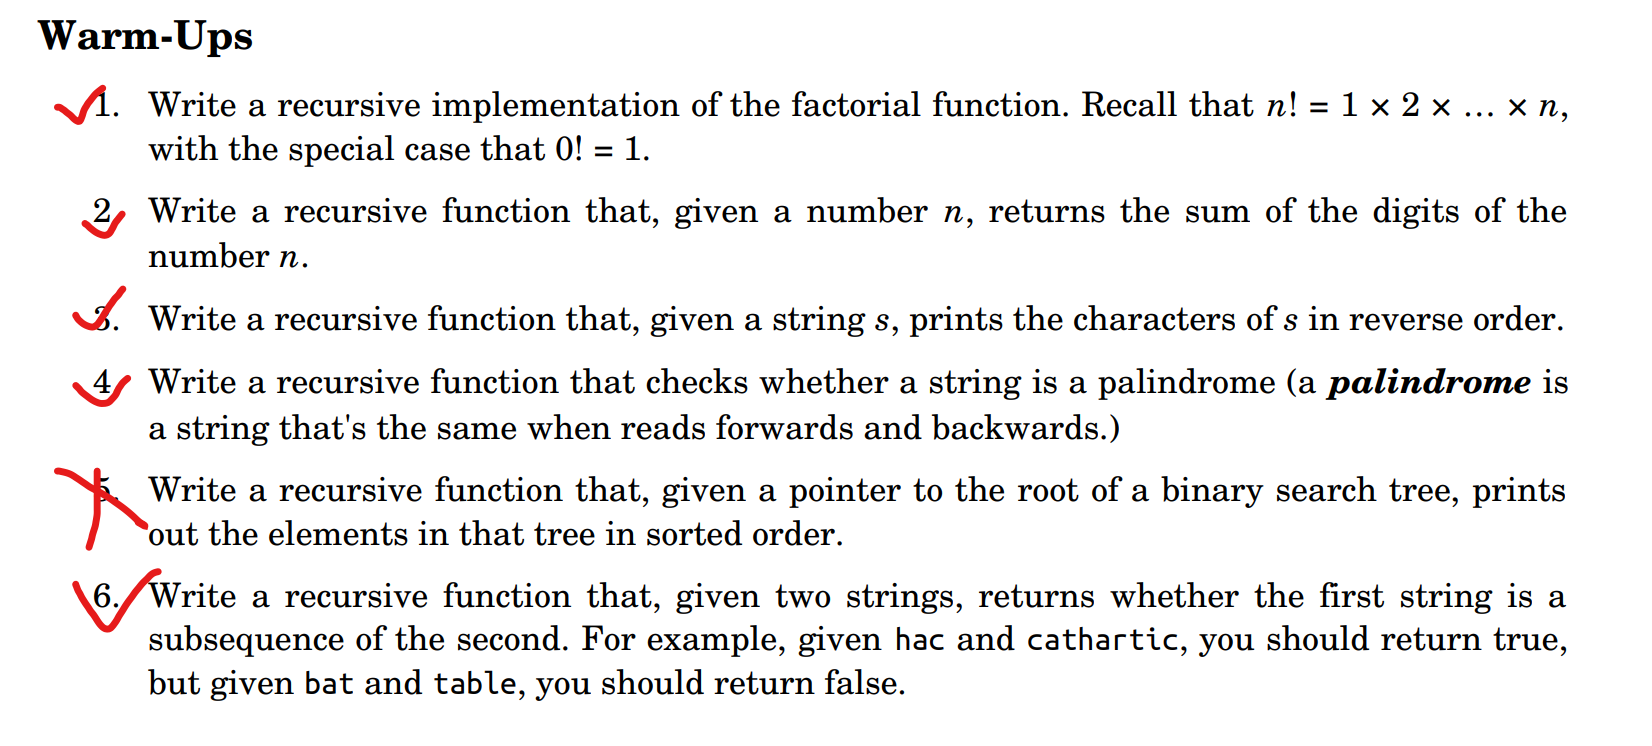 Warm-Ups
1. Write a recursive implementation of the factorial function. Recall that n! = 1 × 2 × … × n,
with the special case that 0! = 1.
2. Write a recursive function that, given a number n, returns the sum of the digits of the
number n.
3. Write a recursive function that, given a string s, prints the characters of s in reverse order.
4. Write a recursive function that checks whether a string is a palindrome (a palindrome is
a string that's the same when reads forwards and backwards.)
5. Write a recursive function that, given a pointer to the root of a binary search tree, prints
out the elements in that tree in sorted order.
6. Write a recursive function that, given two strings, returns whether the first string is a
subsequence of the second. For example, given hac and cathartic, you should return true,
but given bat and table, you should return false.